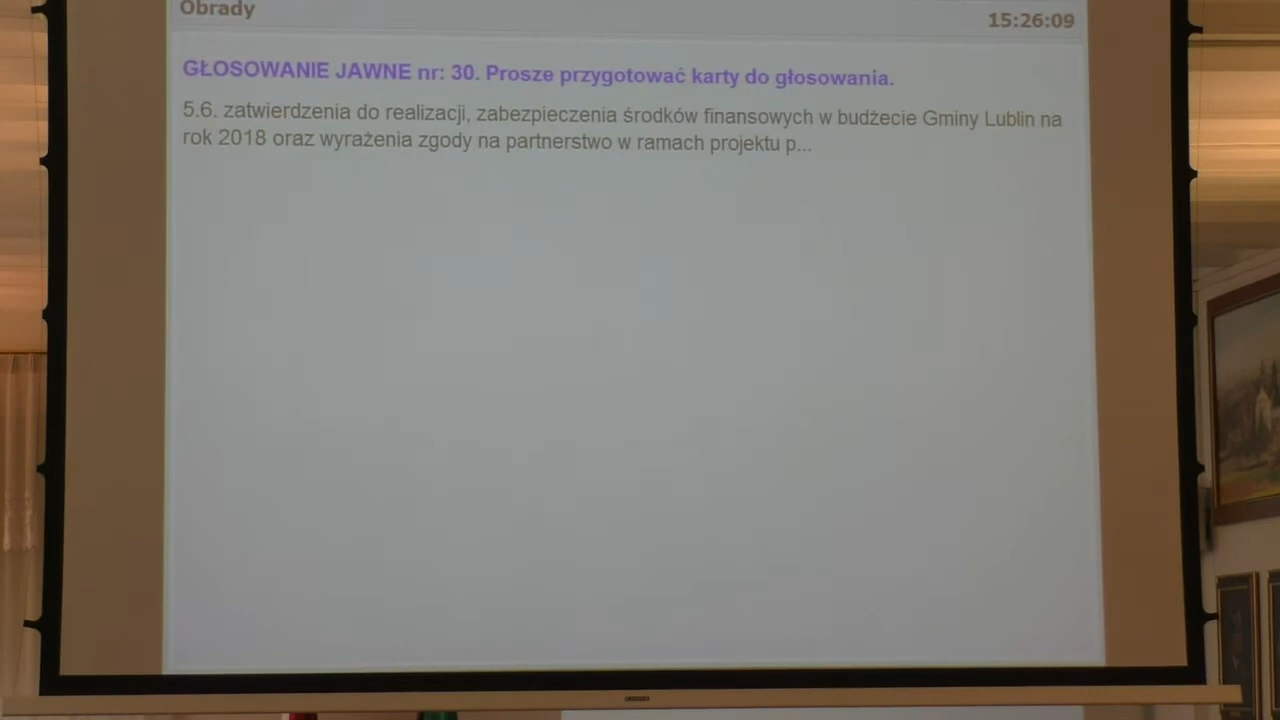 Obrady
15:26:09
GŁOSOWANIE JAWNE nr: 30. Prosze przygotować karty do głosowania.
5.6. zatwierdzenia do realizacji, zabezpieczenia środków finansowych w budżecie Gminy Lublin na
rok 2018 oraz wyrażenia zgody na partnerstwo w ramach projektu p...